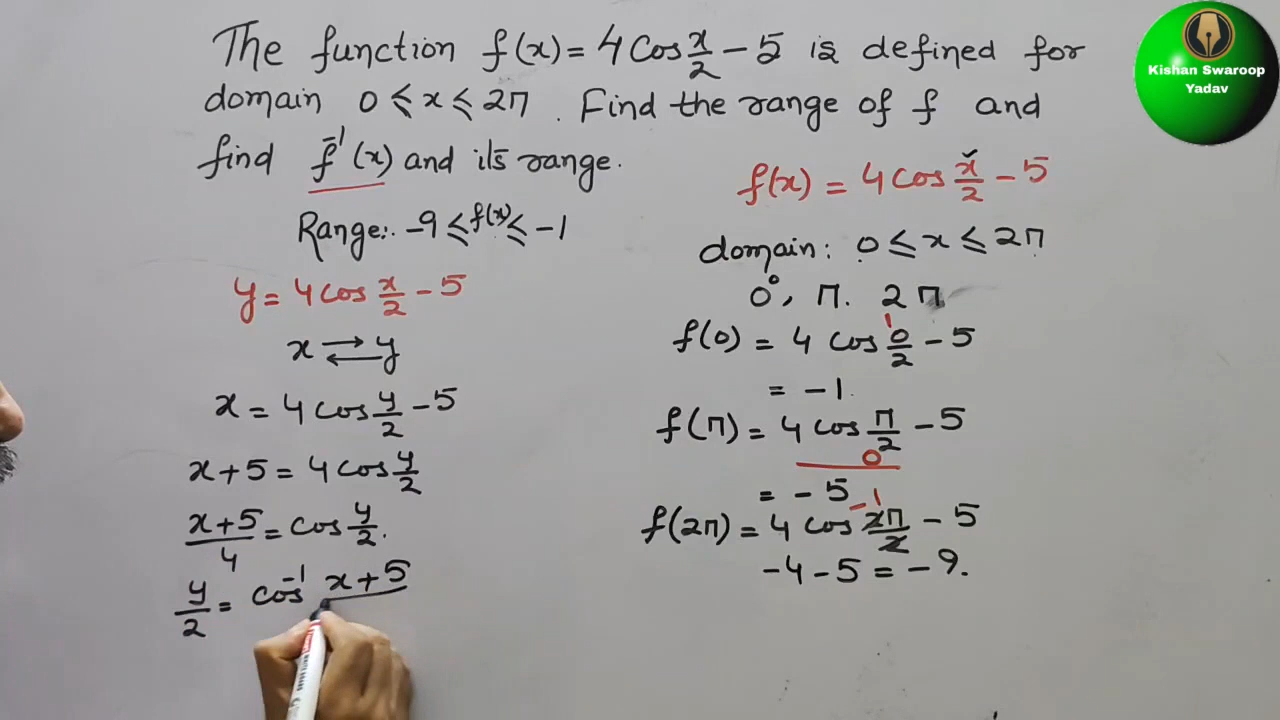 The function f(x) = 4 Cos x/2 - 5 is defined for
domain 0 ≤ x ≤ 2π . Find the range of f and
find f⁻¹(x) and its range.
Range:. -9 ≤ f(x) ≤ -1
y = 4 cos x/2 - 5
x ⇄ y
x = 4 cos y/2 - 5
x + 5 = 4 cos y/2
x+5/4 = cos y/2.
y/2 = cos⁻¹ x+5
f(x) = 4 cos x/2 - 5
domain: 0 ≤ x ≤ 2π
0°, π. 2π
f(0) = 4 cos 0/2 - 5
1
= -1.
f(π) = 4 cos π/2 - 5
0
= -5
-1
f(2π) = 4 cos 2π/2 - 5
-4 - 5 = -9.
Kishan Swaroop
Yadav